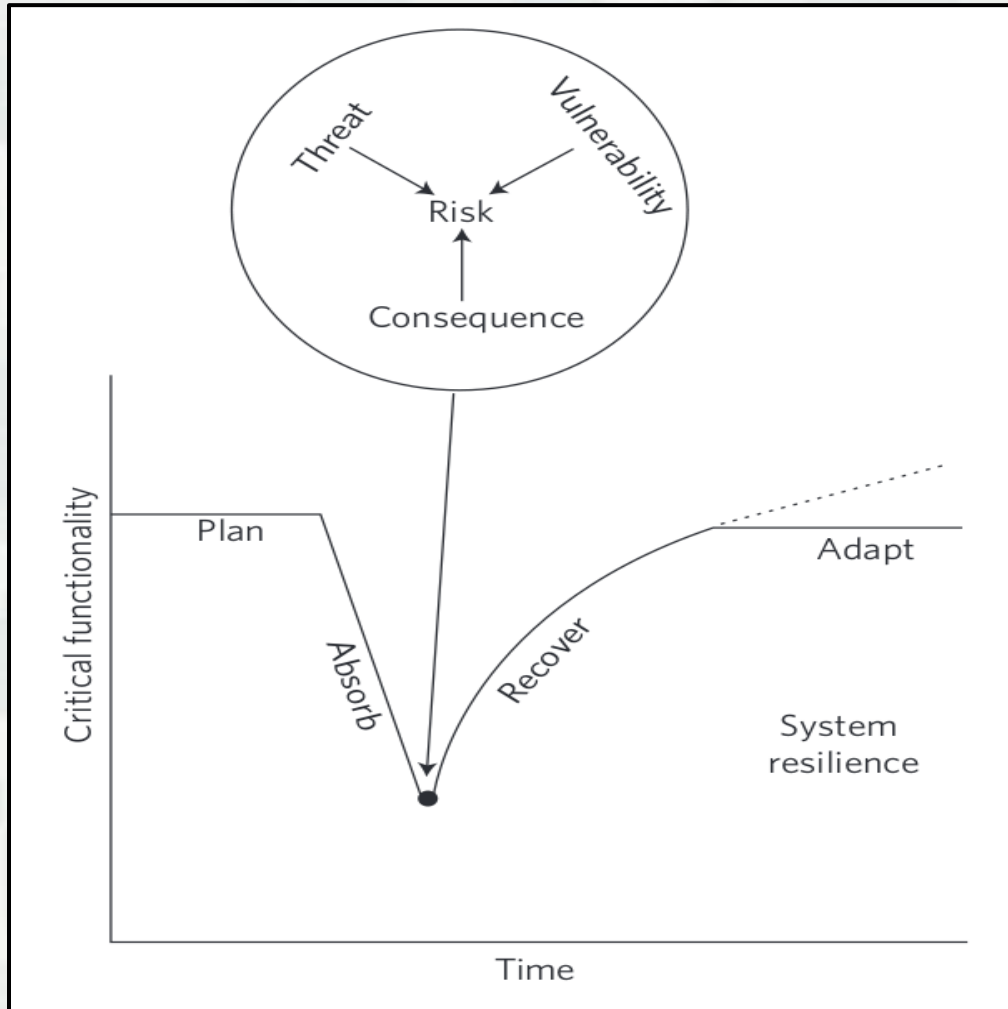 Threat
Vulnerability
Risk
Consequence
Critical functionality
Plan
Absorb
Recover
Adapt
System
resilience
Time